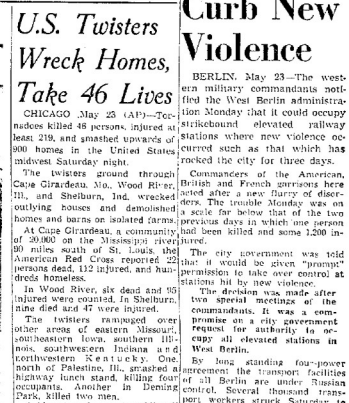 U.S. Twisters
Wreck Homes,
Take 46 Lives
CHICAGO ,May 23 (AP)—Tor-
nadoes killed 46 persons, injured at
least 219, and smashed upwards of
900 homes in the United States
midwest Saturday night.
The twisters ground through
Cape Girardeau, Mo., Wood River,
Ill., and Shelburn, Ind., wrecked
outlying houses and demolished
homes and barns on isolated farms.
At Cape Girardeau, a community
of 20,000 on the Mississippi river
90 miles south of St. Louis, the
American Red Cross reported 22
persons dead, 112 injured, and hun-
dreds homeless.
In Wood River, six dead and 95
injured were counted. In Shelburn,
nine died and 47 were injured.
The twisters rampaged over
other areas of eastern Missouri,
southeastern Iowa, southern Illi-
nois, southwestern Indiana and
northwestern Kentucky. One,
north of Palestine, Ill., smashed a
highway lunch stand, killing four
occupants. Another in Deming
Park, killed two men.
Curb New
Violence
BERLIN, May 23—The west-
ern military commandants noti-
fied the West Berlin administra-
tion Monday that it could occupy
strikebound elevated railway
stations where new violence oc-
curred such as that which has
rocked the city for three days.
Commanders of the American,
British and French garrisons here
acted after a new flurry of disor-
ders. The trouble Monday was on
a scale far below that of the two
previous days in which one person
had been killed and some 1,200 in-
jured.
The city government was told
that it would be given "prompt"
permission to take over control at
stations hit by new violence.
The decision was made after
two special meetings of the
commandants. It was a com-
promise on a city government
request for authority to oc-
cupy all elevated stations in
West Berlin.
By long standing four-power
agreement the transport facilities
of all Berlin are under Russian
control. Several thousand trans-
port workers struck Saturday to